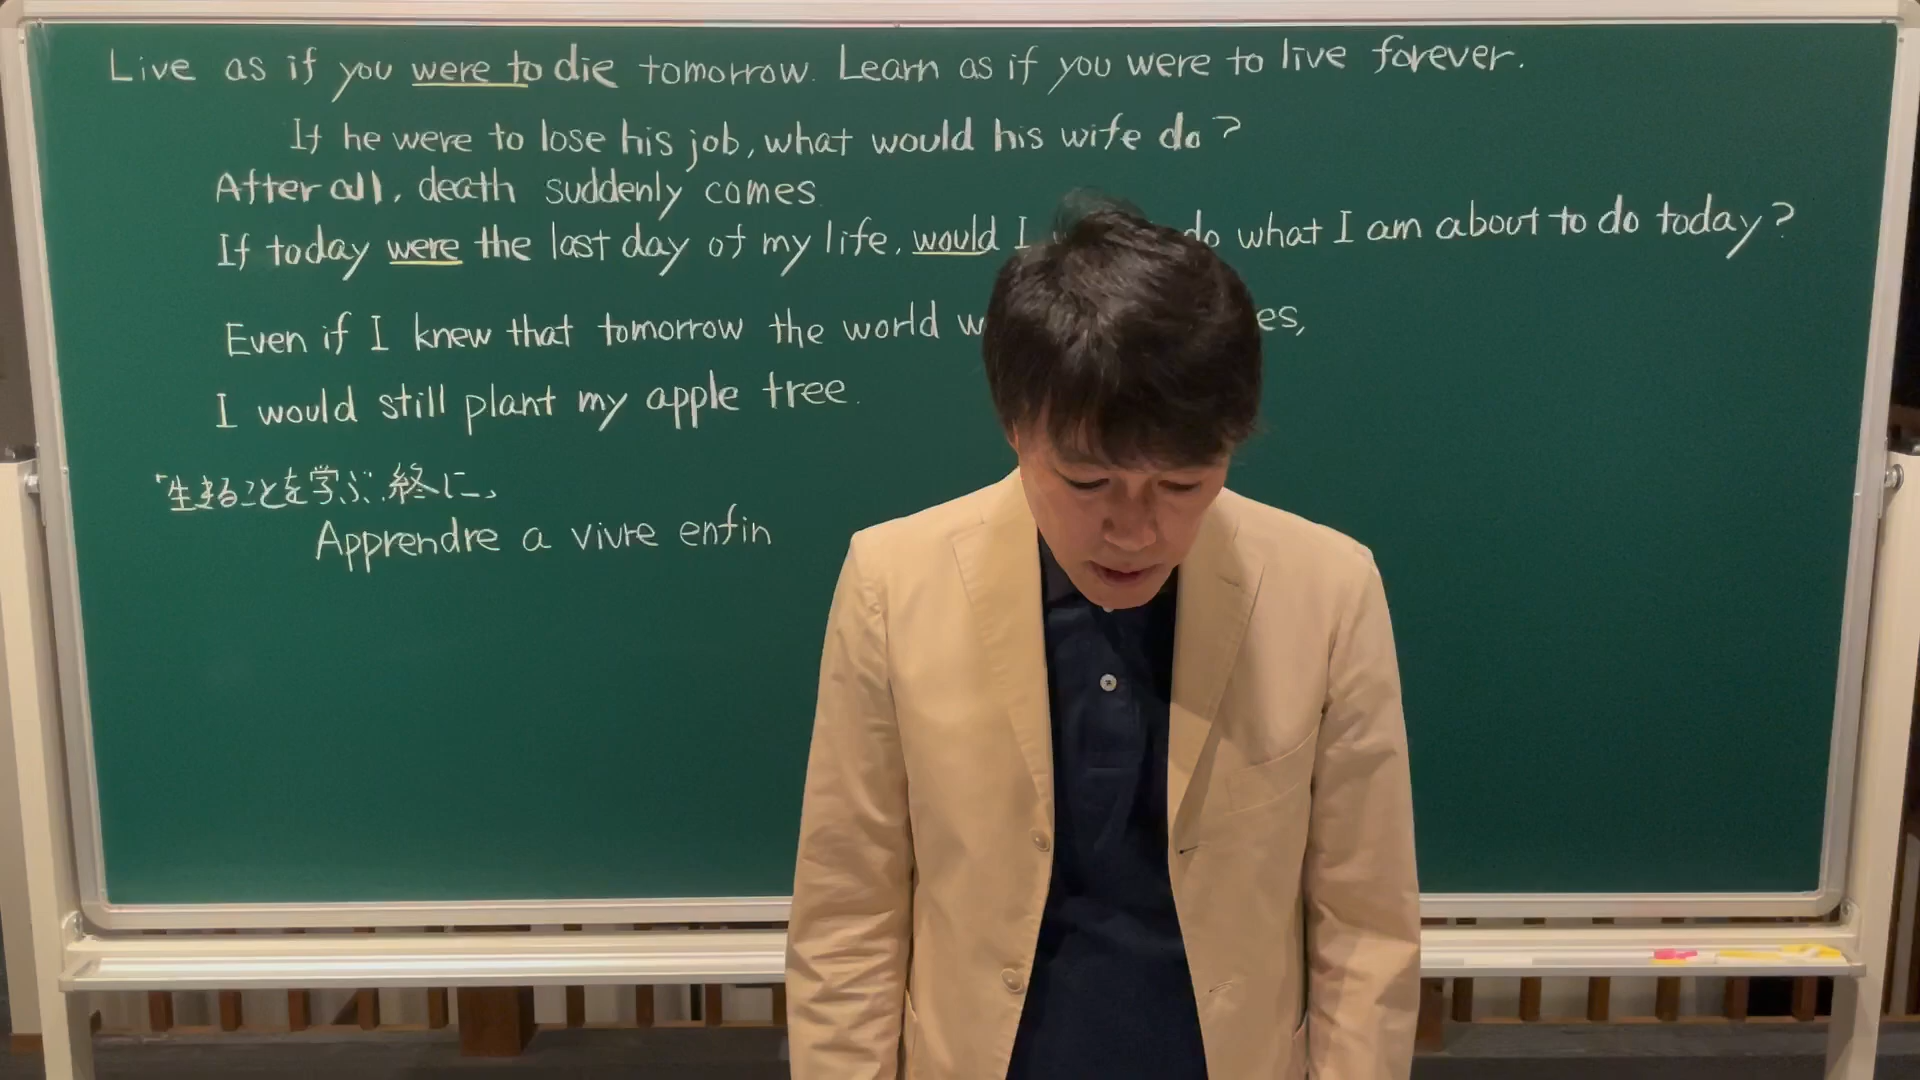 Live as if you were to die tomorrow. Learn as if you were to live forever.
If he were to lose his job, what would his wife do?
After all, death suddenly comes
If today were the last day of my life, would I do what I am about to do today?
Even if I knew that tomorrow the world es,
I would still plant my apple tree.
「生きることを学ぶ、終に」
Apprendre a vivre enfin